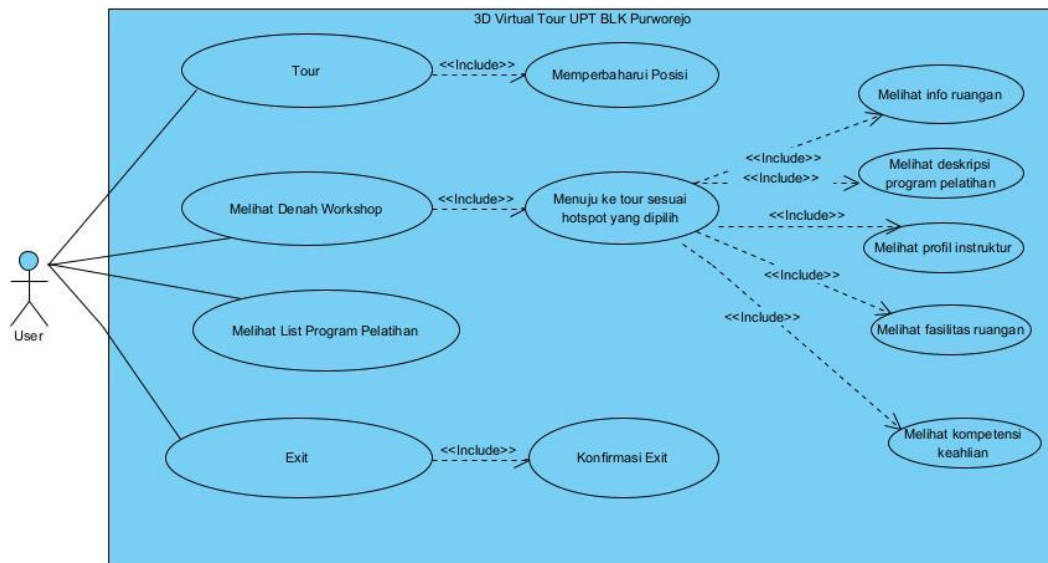 3D Virtual Tour UPT BLK Purworejo
Tour
<<Include>>
Memperbaharui Posisi
Melihat info ruangan
<<Include>>
<<Include>>
Melihat deskripsi
program pelatihan
Melihat Denah Workshop
<<Include>>
Menuju ke tour sesuai
hotspot yang dipilih
<<Include>>
Melihat profil instruktur
<<Include>>
User
Melihat List Program Pelatihan
<<Include>>
Melihat fasilitas ruangan
Exit
<<Include>>
Konfirmasi Exit
Melihat kompetensi
keahlian